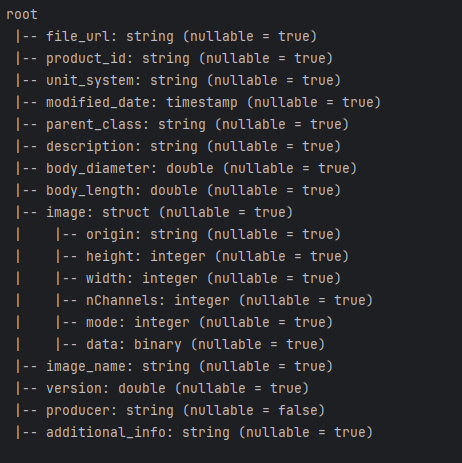 root
 |-- file_url: string (nullable = true)
 |-- product_id: string (nullable = true)
 |-- unit_system: string (nullable = true)
 |-- modified_date: timestamp (nullable = true)
 |-- parent_class: string (nullable = true)
 |-- description: string (nullable = true)
 |-- body_diameter: double (nullable = true)
 |-- body_length: double (nullable = true)
 |-- image: struct (nullable = true)
 |    |-- origin: string (nullable = true)
 |    |-- height: integer (nullable = true)
 |    |-- width: integer (nullable = true)
 |    |-- nChannels: integer (nullable = true)
 |    |-- mode: integer (nullable = true)
 |    |-- data: binary (nullable = true)
 |-- image_name: string (nullable = true)
 |-- version: double (nullable = true)
 |-- producer: string (nullable = false)
 |-- additional_info: string (nullable = true)